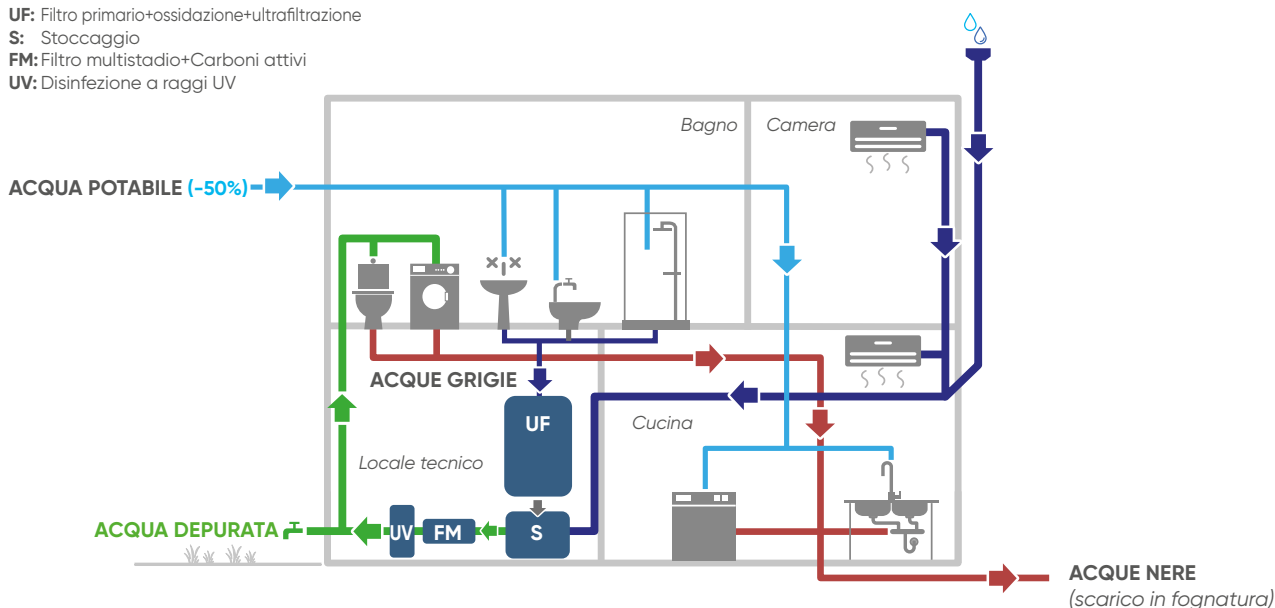 UF: Filtro primario+ossidazione+ultrafiltrazione
S: Stoccaggio
FM: Filtro multistadio+Carboni attivi
UV: Disinfezione a raggi UV
Bagno
Camera
ACQUA POTABILE (-50%)
ACQUE GRIGIE
UF
Cucina
Locale tecnico
ACQUA DEPURATA
UV
FM
S
ACQUE NERE
(scarico in fognatura)